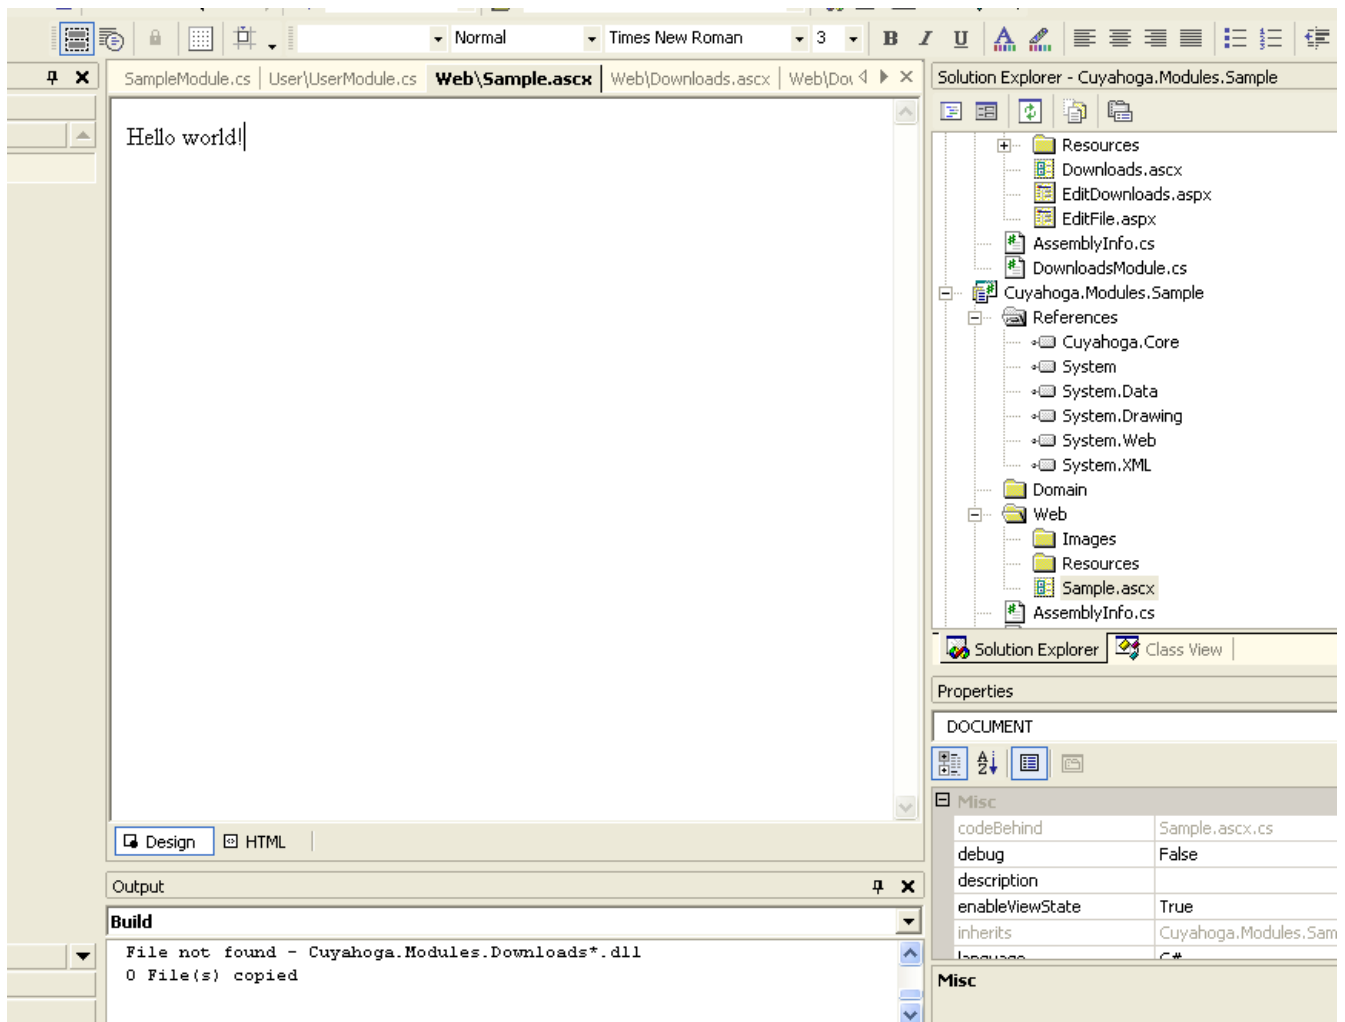 Normal Times New Roman 3 B I U
SampleModule.cs User\UserModule.cs Web\Sample.ascx Web\Downloads.ascx Web\Dov
Hello world!
Design HTML
Output
Build
File not found - Cuyahoga.Modules.Downloads*.dll
0 File(s) copied
Solution Explorer - Cuyahoga.Modules.Sample
Resources
Downloads.ascx
EditDownloads.aspx
EditFile.aspx
AssemblyInfo.cs
DownloadsModule.cs
Cuyahoga.Modules.Sample
References
Cuyahoga.Core
System
System.Data
System.Drawing
System.Web
System.XML
Domain
Web
Images
Resources
Sample.ascx
AssemblyInfo.cs
Solution Explorer Class View
Properties
DOCUMENT
Misc
codeBehind Sample.ascx.cs
debug False
description
enableViewState True
inherits Cuyahoga.Modules.Sam
language C#
Misc